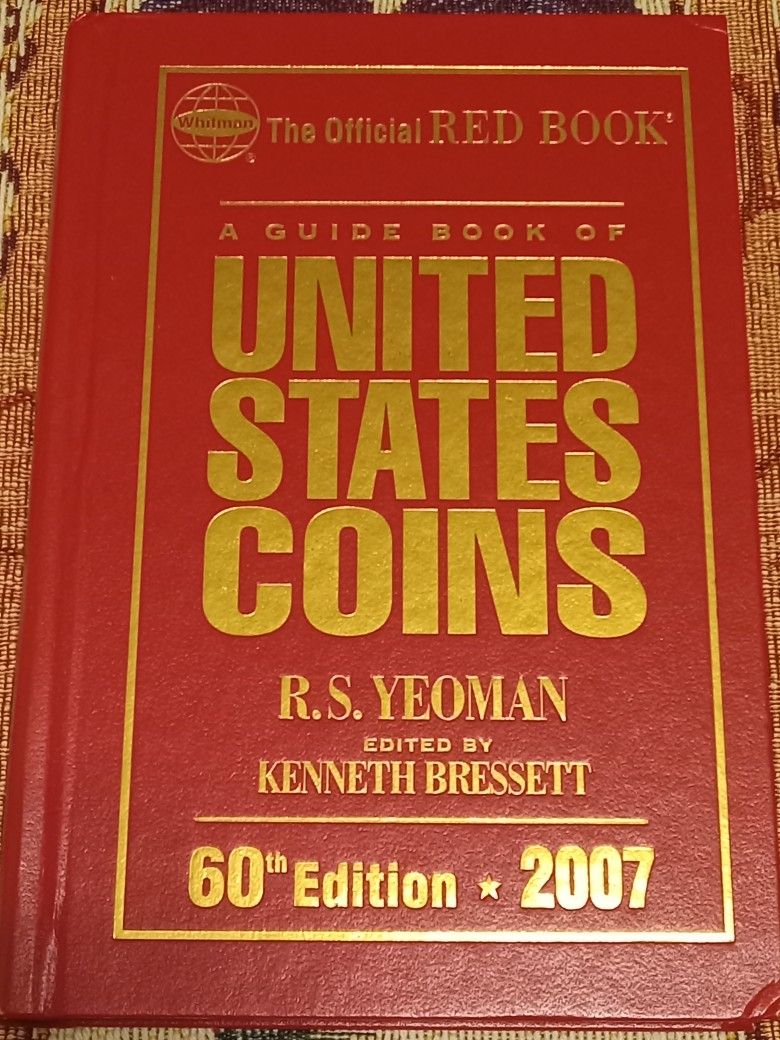 Whitman® The Official RED BOOK®
A GUIDE BOOK OF
UNITED
STATES
COINS
R.S. YEOMAN
EDITED BY
KENNETH BRESSETT
60th Edition ★ 2007